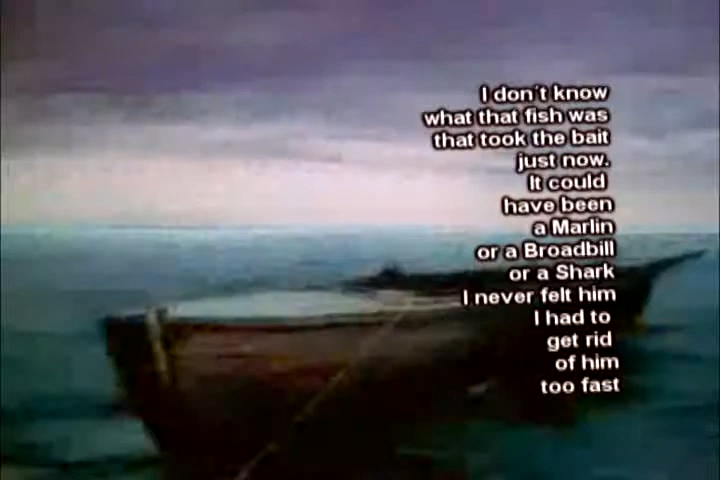 I don't know
what that fish was
that took the bait
just now.
It could
have been
a Marlin
or a Broadbill
or a Shark
I never felt him
I had to
get rid
of him
too fast